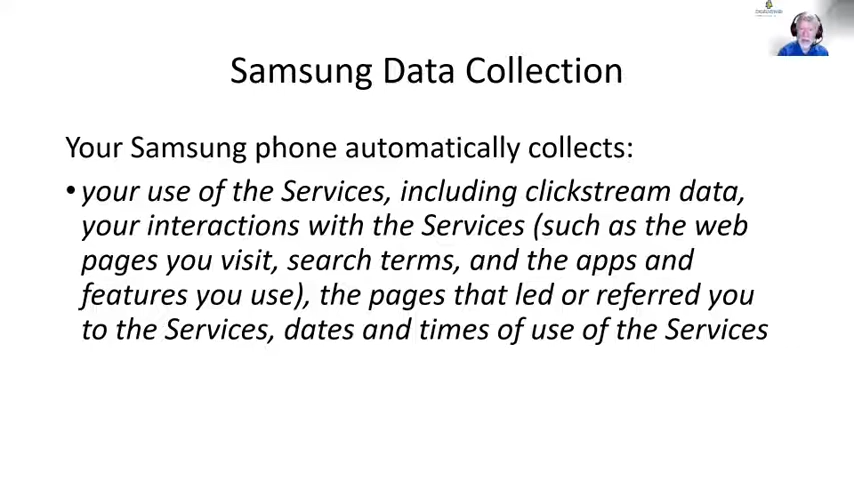 Samsung Data Collection
Your Samsung phone automatically collects:
• your use of the Services, including clickstream data,
your interactions with the Services (such as the web
pages you visit, search terms, and the apps and
features you use), the pages that led or referred you
to the Services, dates and times of use of the Services